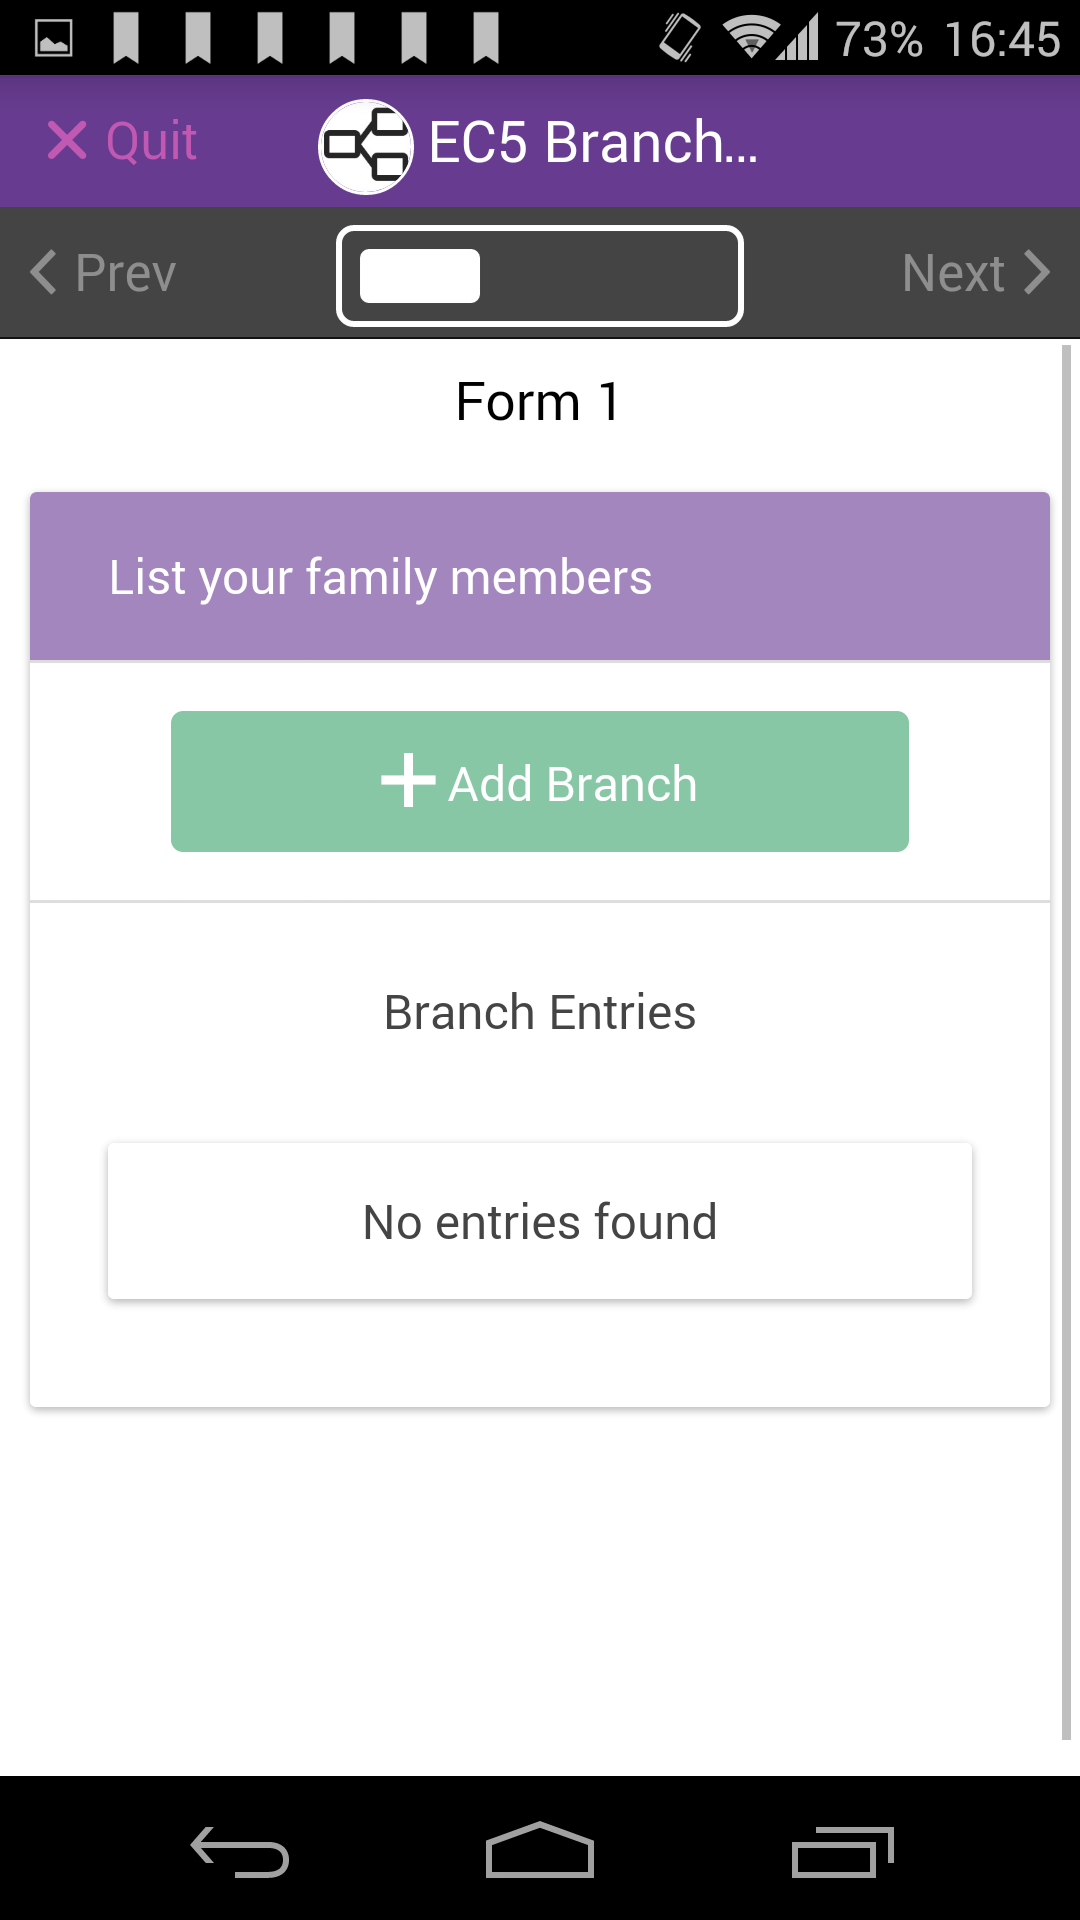 73% 16:45
Quit EC5 Branch...
Prev Next
Form 1
List your family members
Add Branch
Branch Entries
No entries found